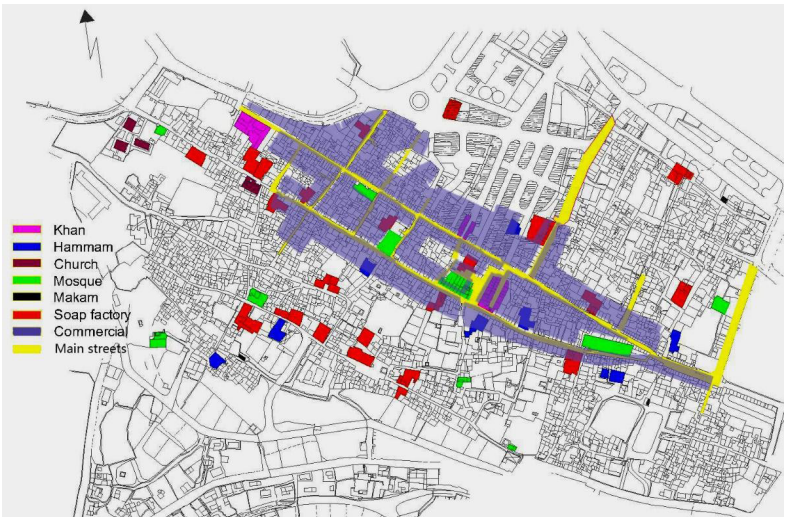 Khan
Hammam
Church
Mosque
Makam
Soap factory
Commercial
Main streets